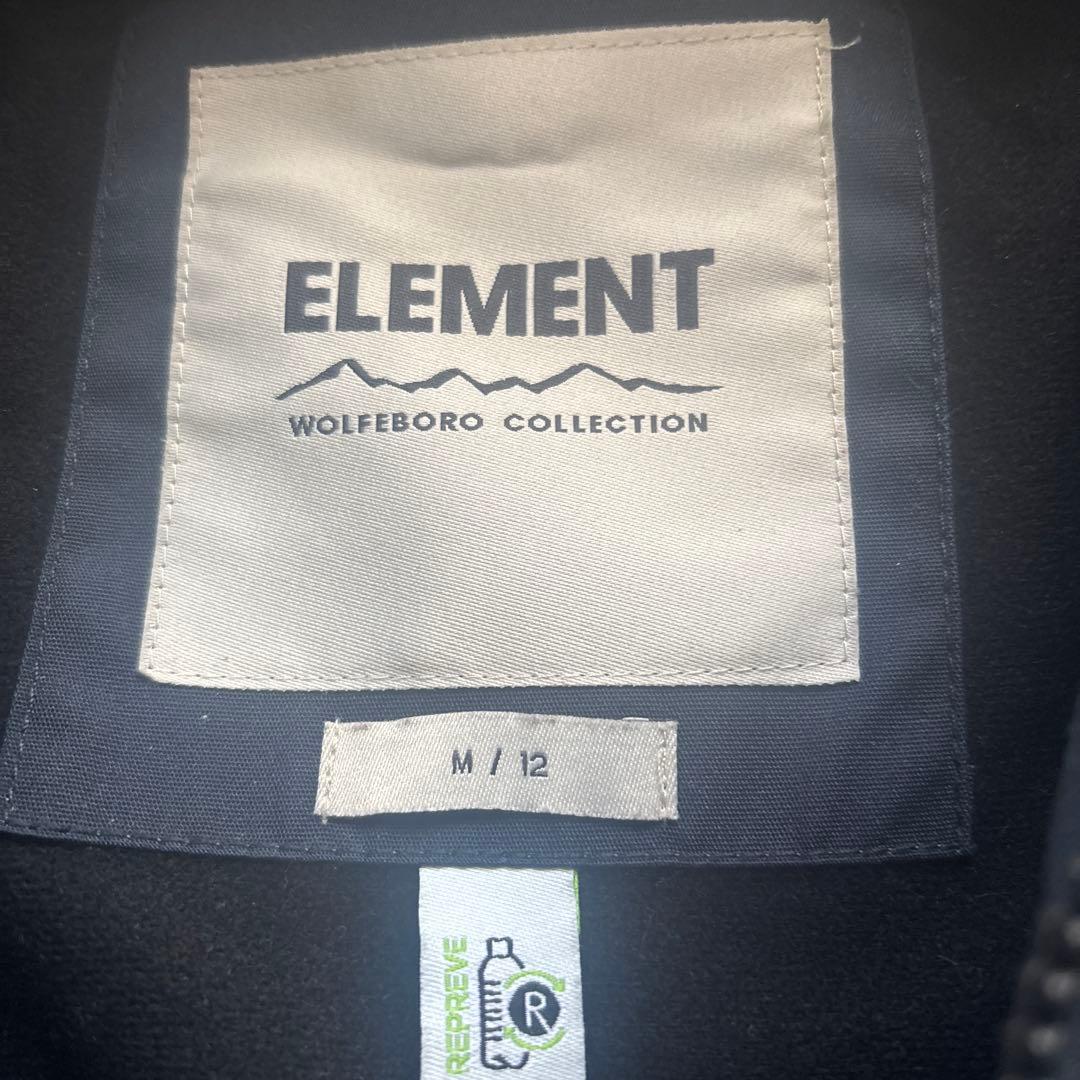 ELEMENT
WOLFEBORO COLLECTION
M / 12
REPREVE
R